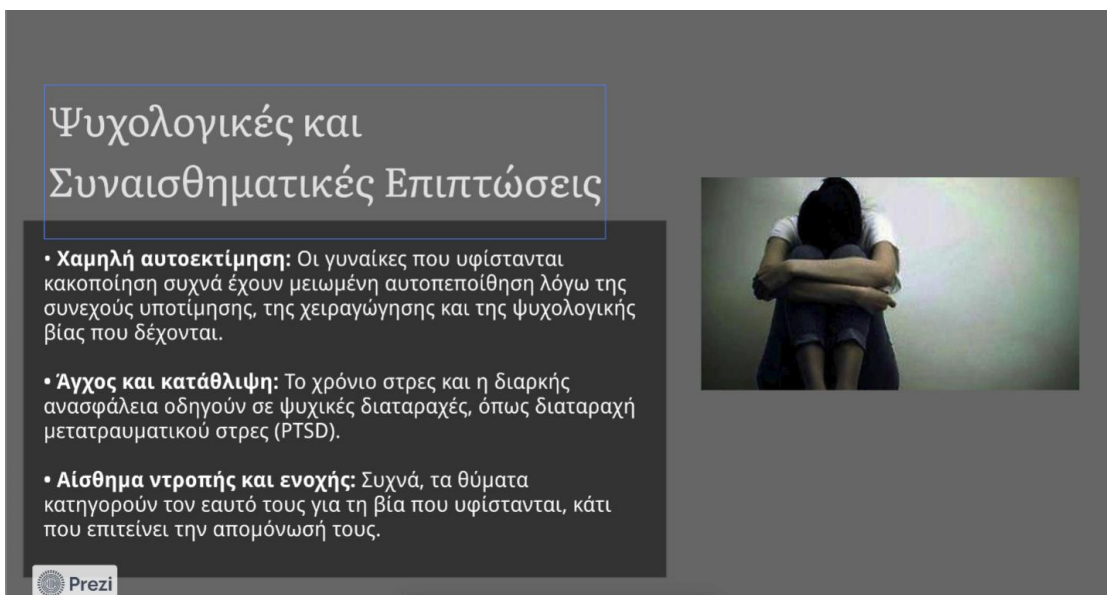 Ψυχολογικές και
Συναισθηματικές Επιπτώσεις
• Χαμηλή αυτοεκτίμηση: Οι γυναίκες που υφίστανται
κακοποίηση συχνά έχουν μειωμένη αυτοπεποίθηση λόγω της
συνεχούς υποτίμησης, της χειραγώγησης και της ψυχολογικής
βίας που δέχονται.
• Άγχος και κατάθλιψη: Το χρόνιο στρες και η διαρκής
ανασφάλεια οδηγούν σε ψυχικές διαταραχές, όπως διαταραχή
μετατραυματικού στρες (PTSD).
• Αίσθημα ντροπής και ενοχής: Συχνά, τα θύματα
κατηγορούν τον εαυτό τους για τη βία που υφίστανται, κάτι
που επιτείνει την απομόνωσή τους.
Prezi